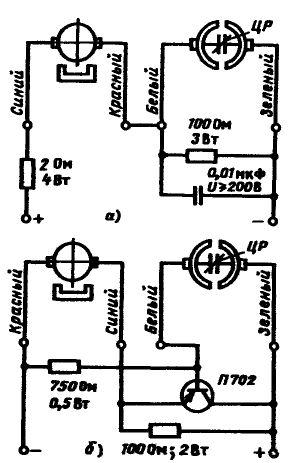 ЦР
Синий
Красный
Белый
Зеленый
100 Ом
3 Вт
2 Ом
4 Вт
0,01 мкФ
U≥200В
+
а)
−
ЦР
Красный
Синий
Белый
Зеленый
П702
750 Ом
0,5 Вт
−
б)
100 Ом; 2 Вт
+